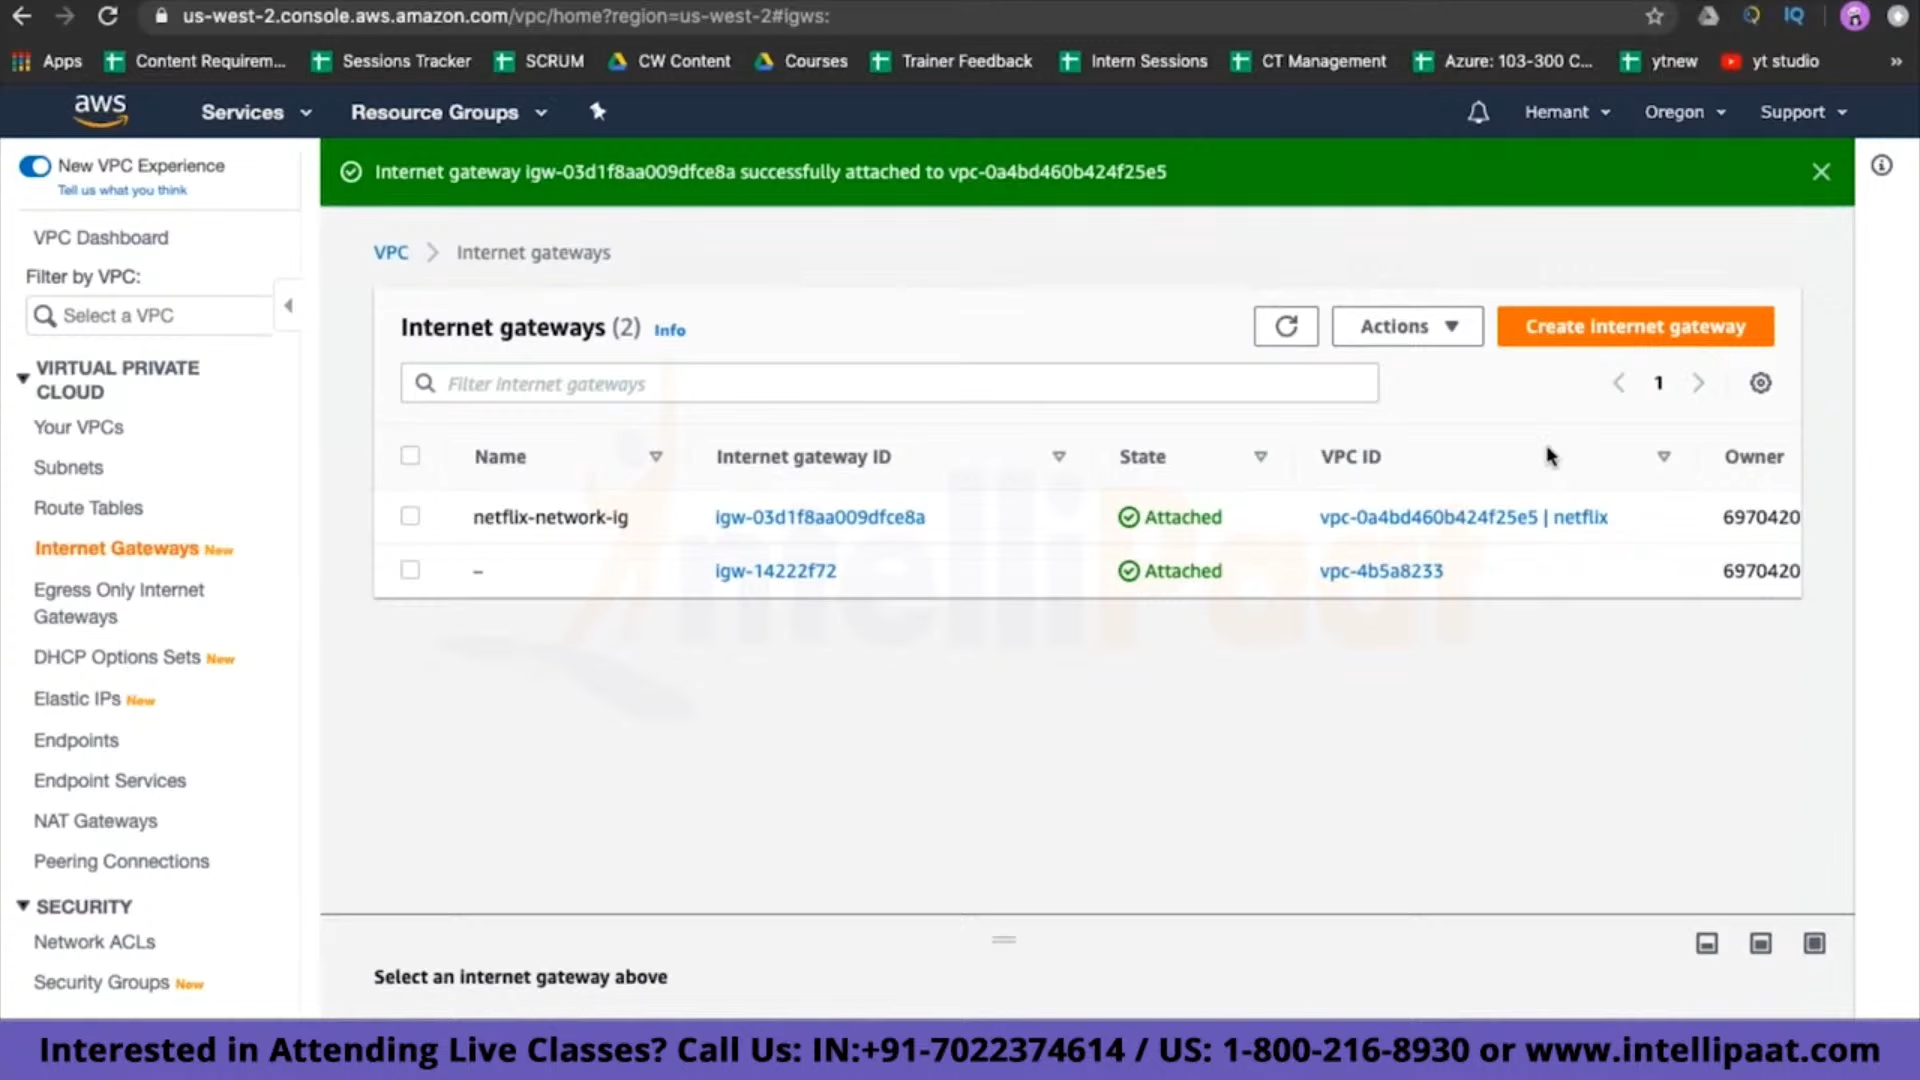 us-west-2.console.aws.amazon.com/vpc/home?region=us-west-2#igws:
Apps
Content Requirem...
Sessions Tracker
SCRUM
CW Content
Courses
Trainer Feedback
Intern Sessions
CT Management
Azure: 103-300 C...
ytnew
yt studio
»
aws
Services
Resource Groups
Hemant
Oregon
Support
New VPC Experience
Tell us what you think
VPC Dashboard
Filter by VPC:
Select a VPC
VIRTUAL PRIVATE
CLOUD
Your VPCs
Subnets
Route Tables
Internet Gateways New
Egress Only Internet
Gateways
DHCP Options Sets New
Elastic IPs New
Endpoints
Endpoint Services
NAT Gateways
Peering Connections
SECURITY
Network ACLs
Security Groups New
Internet gateway igw-03d1f8aa009dfce8a successfully attached to vpc-0a4bd460b424f25e5
VPC > Internet gateways
Internet gateways (2) Info
Actions
Create internet gateway
Filter internet gateways
1
Name Internet gateway ID State VPC ID Owner
netflix-network-ig igw-03d1f8aa009dfce8a Attached vpc-0a4bd460b424f25e5 | netflix 6970420
– igw-14222f72 Attached vpc-4b5a8233 6970420
IntelliPaat
Select an internet gateway above
Interested in Attending Live Classes? Call Us: IN:+91-7022374614 / US: 1-800-216-8930 or www.intellipaat.com